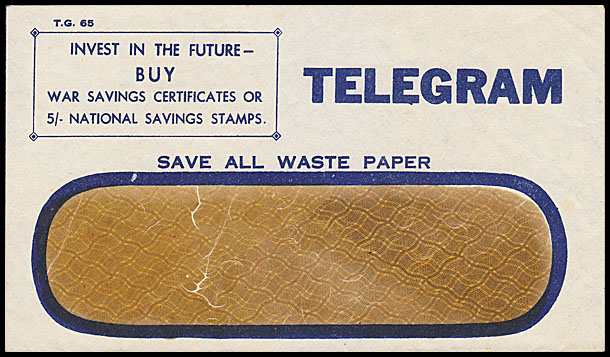 T.G. 65
INVEST IN THE FUTURE—
BUY
WAR SAVINGS CERTIFICATES OR
5/- NATIONAL SAVINGS STAMPS.
TELEGRAM
SAVE ALL WASTE PAPER